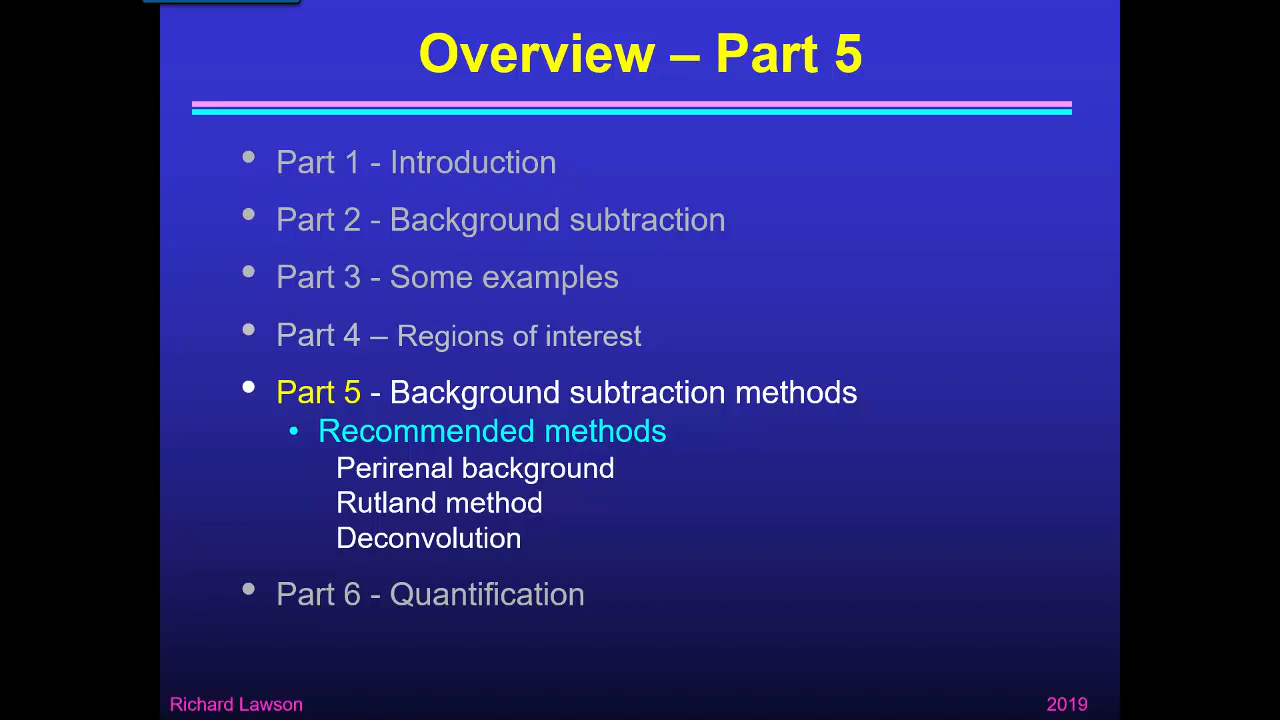 Overview – Part 5
• Part 1 - Introduction
• Part 2 - Background subtraction
• Part 3 - Some examples
• Part 4 – Regions of interest
• Part 5 - Background subtraction methods
• Recommended methods
Perirenal background
Rutland method
Deconvolution
• Part 6 - Quantification
Richard Lawson
2019